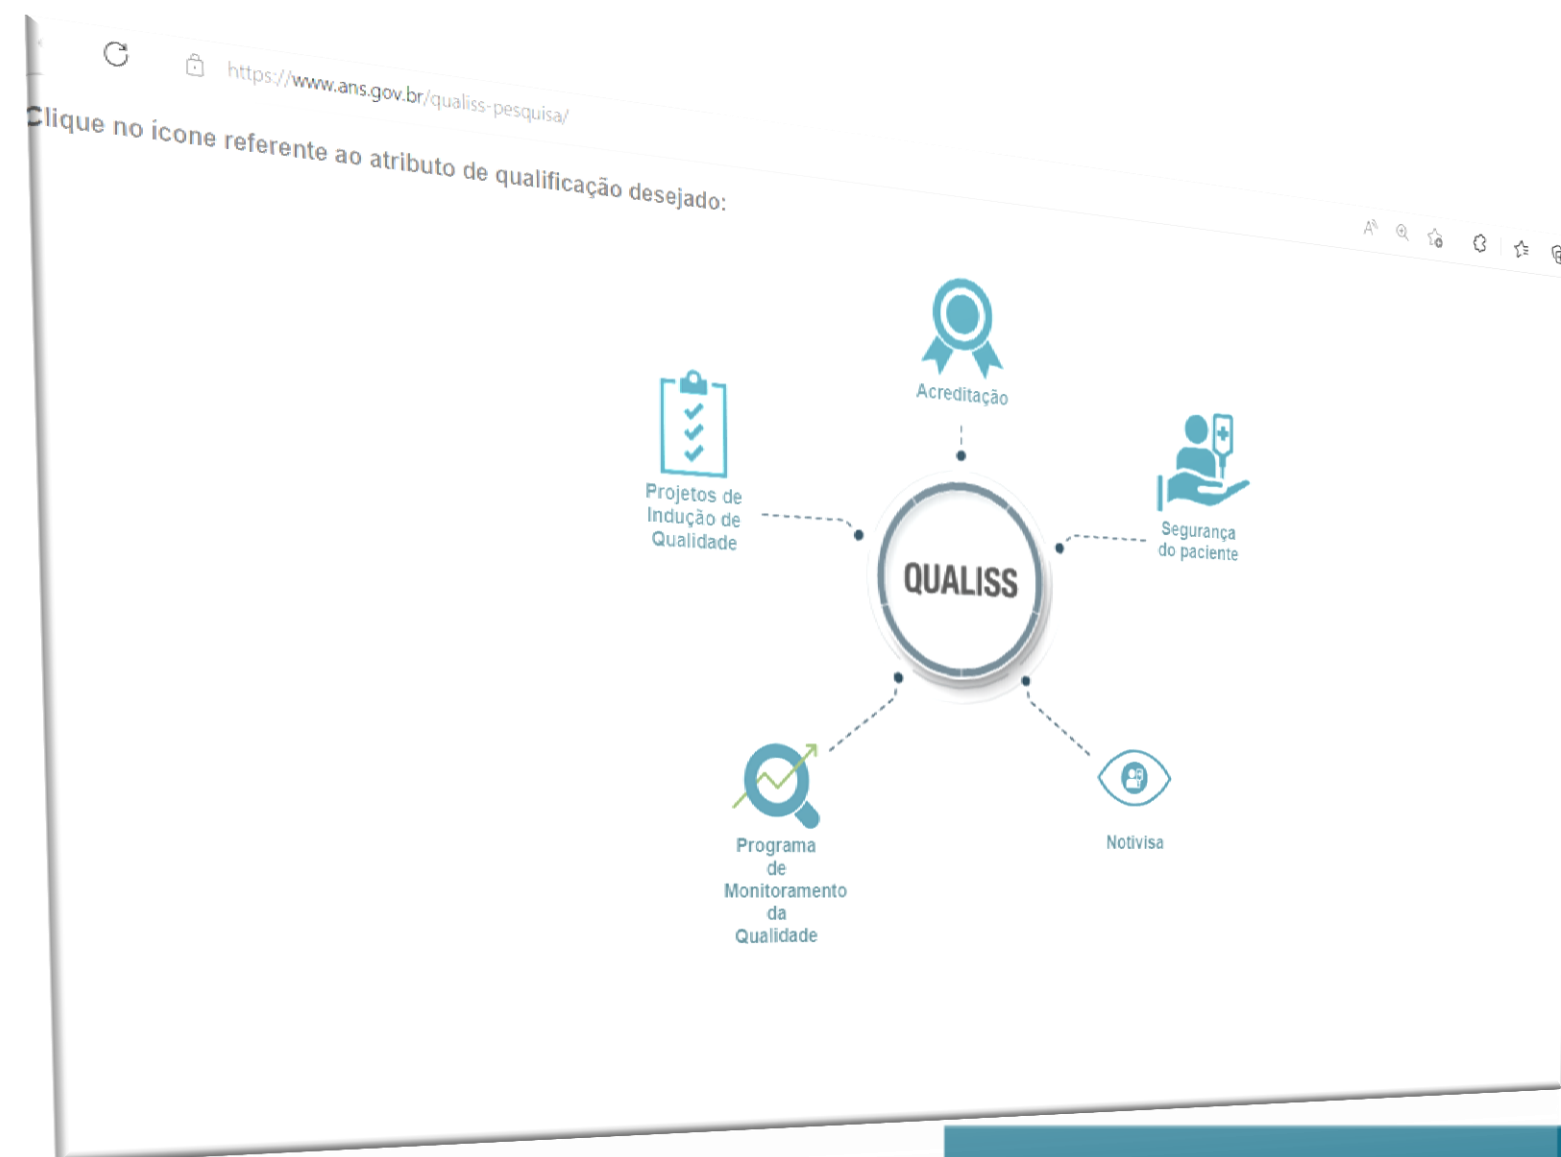 https://www.ans.gov.br/qualiss-pesquisa/
Clique no ícone referente ao atributo de qualificação desejado:
Acreditação
Projetos de
Indução de
Qualidade
Segurança
do paciente
QUALISS
Programa
de
Monitoramento
da
Qualidade
Notivisa